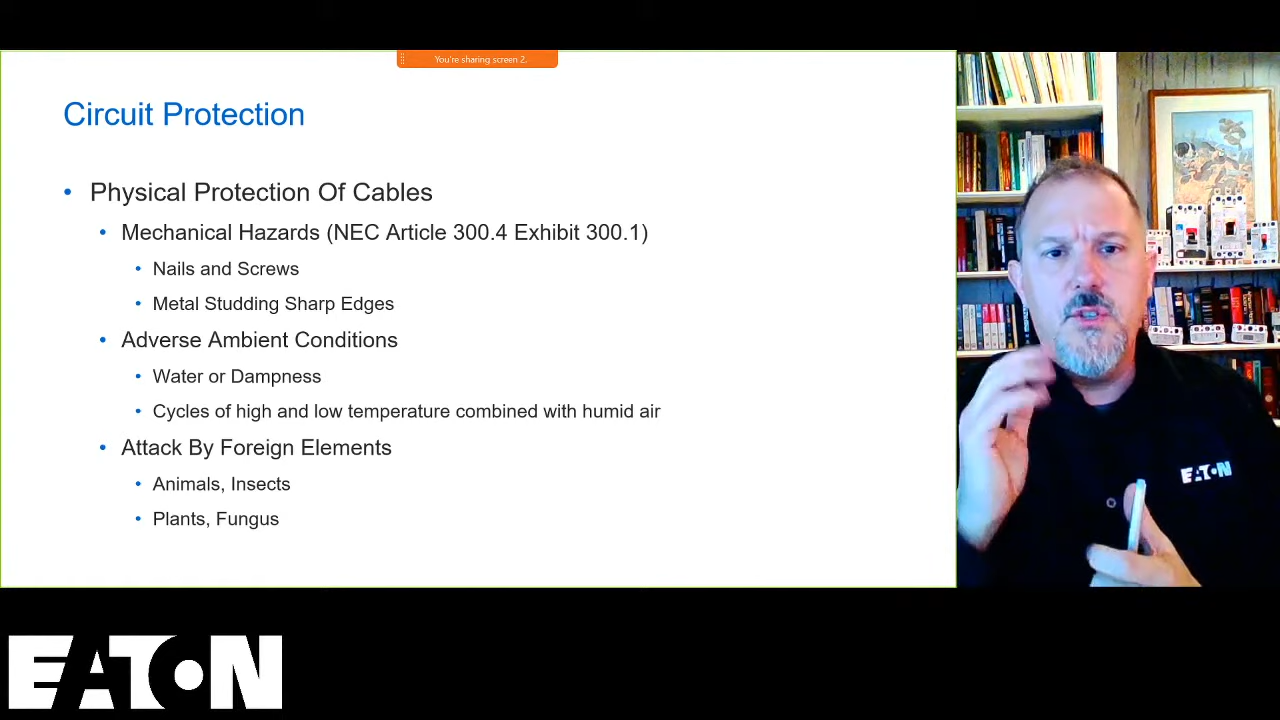 You're sharing screen 2.
Circuit Protection
Physical Protection Of Cables
Mechanical Hazards (NEC Article 300.4 Exhibit 300.1)
Nails and Screws
Metal Studding Sharp Edges
Adverse Ambient Conditions
Water or Dampness
Cycles of high and low temperature combined with humid air
Attack By Foreign Elements
Animals, Insects
Plants, Fungus
EATON
EATON